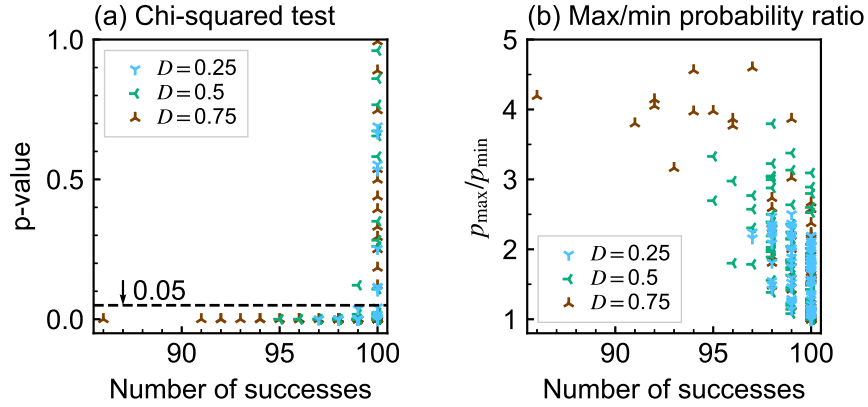 (a) Chi-squared test
1.0
0.5
0.0
p-value
D = 0.25
D = 0.5
D = 0.75
0.05
90
95
100
Number of successes
(b) Max/min probability ratio
5
4
3
2
1
p_max/p_min
D = 0.25
D = 0.5
D = 0.75
90
95
100
Number of successes